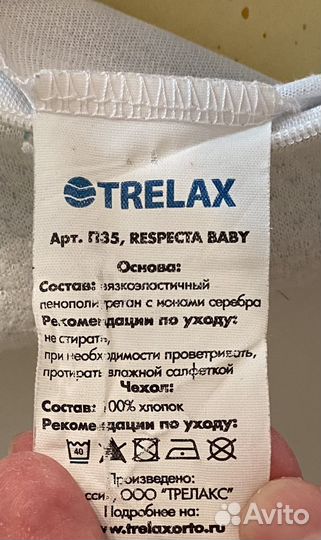 TRELAX
Арт. П35, RESPECTA BABY
Основа:
Состав: вязкоэластичный
пенополиуретан с ионами серебра
Рекомендации по уходу:
не стирать,
при необходимости проветривать,
протирать влажной салфеткой
Чехол:
Состав: 100% хлопок
Рекомендации по уходу:
40
Произведено:
ООО "ТРЕЛАКС"
Подробнее на:
www.trelaxorto.ru
Avito